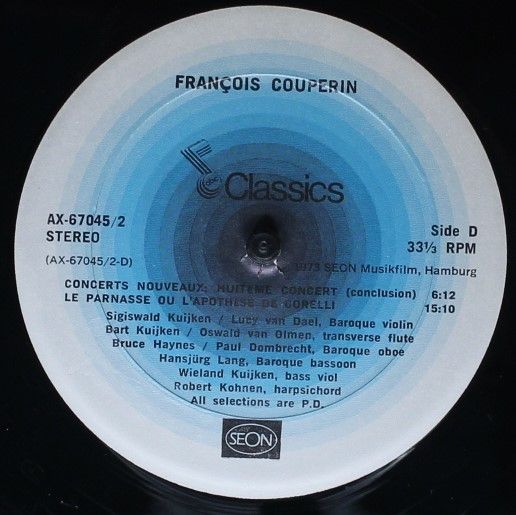 FRANÇOIS COUPERIN
abc Classics
AX-67045/2
STEREO
(AX-67045/2-D)
Side D
33⅓ RPM
1973 SEON Musikfilm, Hamburg
CONCERTS NOUVEAUX; HUITEME CONCERT (conclusion) 6:12
LE PARNASSE OU L'APOTHESE DE CORELLI 15:10
Sigiswald Kuijken / Lucy van Dael, Baroque violin
Bart Kuijken / Oswald van Olmen, transverse flute
Bruce Haynes / Paul Dombrecht, Baroque oboe
Hansjürg Lang, Baroque bassoon
Wieland Kuijken, bass viol
Robert Kohnen, harpsichord
All selections are P.D.
SEON